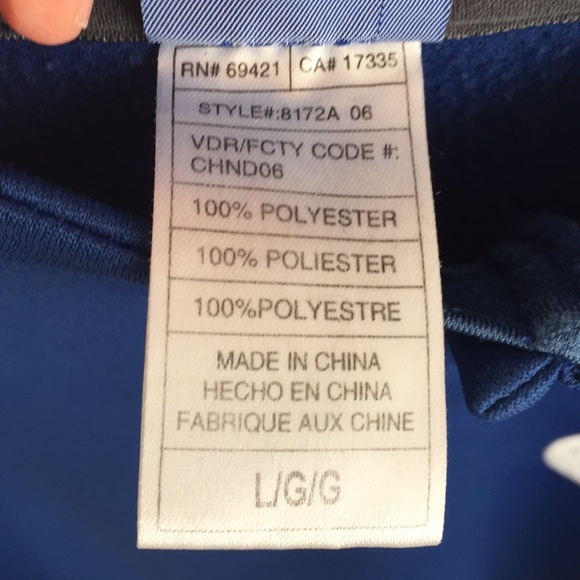 RN# 69421 CA# 17335
STYLE#:8172A 06
VDR/FCTY CODE #:
CHND06
100% POLYESTER
100% POLIESTER
100%POLYESTRE
MADE IN CHINA
HECHO EN CHINA
FABRIQUE AUX CHINE
L/G/G